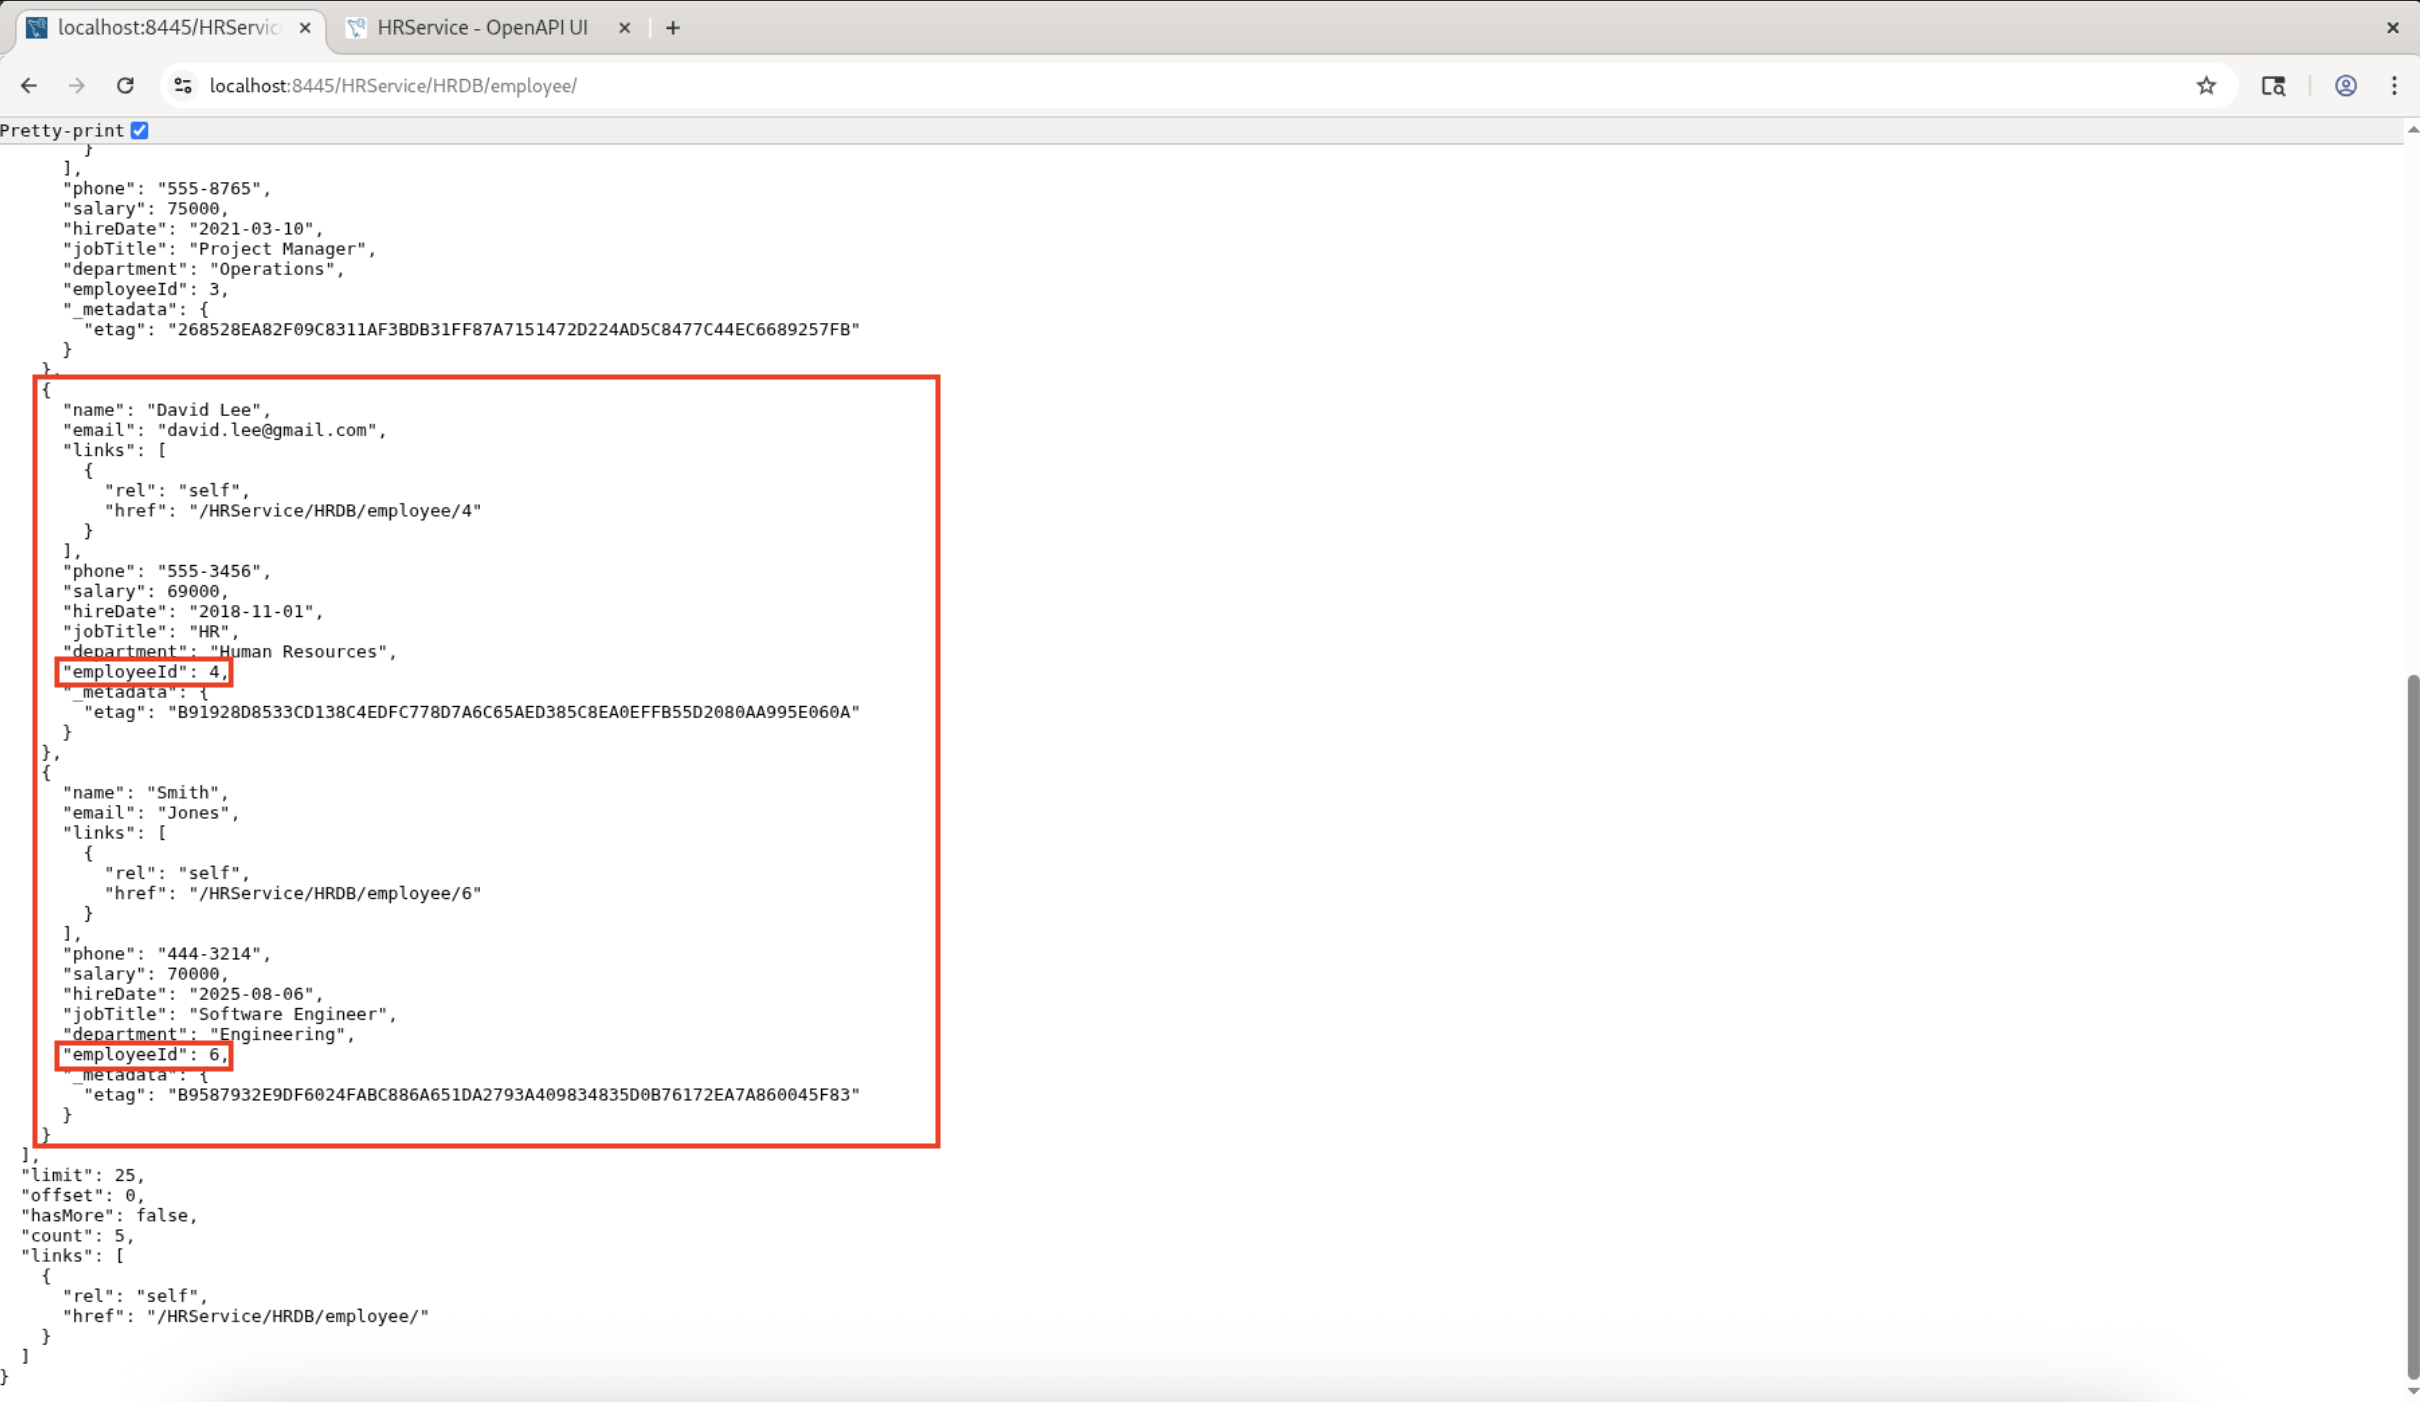 localhost:8445/HRServic
HRService - OpenAPI UI
localhost:8445/HRService/HRDB/employee/
Pretty-print
}
],
"phone": "555-8765",
"salary": 75000,
"hireDate": "2021-03-10",
"jobTitle": "Project Manager",
"department": "Operations",
"employeeId": 3,
"_metadata": {
"etag": "268528EA82F09C8311AF3BDB31FF87A7151472D224AD5C8477C44EC6689257FB"
}
},
{
"name": "David Lee",
"email": "david.lee@gmail.com",
"links": [
{
"rel": "self",
"href": "/HRService/HRDB/employee/4"
}
],
"phone": "555-3456",
"salary": 69000,
"hireDate": "2018-11-01",
"jobTitle": "HR",
"department": "Human Resources",
"employeeId": 4,
"_metadata": {
"etag": "B91928D8533CD138C4EDFC778D7A6C65AED385C8EA0EFFB55D2080AA995E060A"
}
},
{
"name": "Smith",
"email": "Jones",
"links": [
{
"rel": "self",
"href": "/HRService/HRDB/employee/6"
}
],
"phone": "444-3214",
"salary": 70000,
"hireDate": "2025-08-06",
"jobTitle": "Software Engineer",
"department": "Engineering",
"employeeId": 6,
"_metadata": {
"etag": "B9587932E9DF6024FABC886A651DA2793A409834835D0B76172EA7A860045F83"
}
}
],
"limit": 25,
"offset": 0,
"hasMore": false,
"count": 5,
"links": [
{
"rel": "self",
"href": "/HRService/HRDB/employee/"
}
]
}